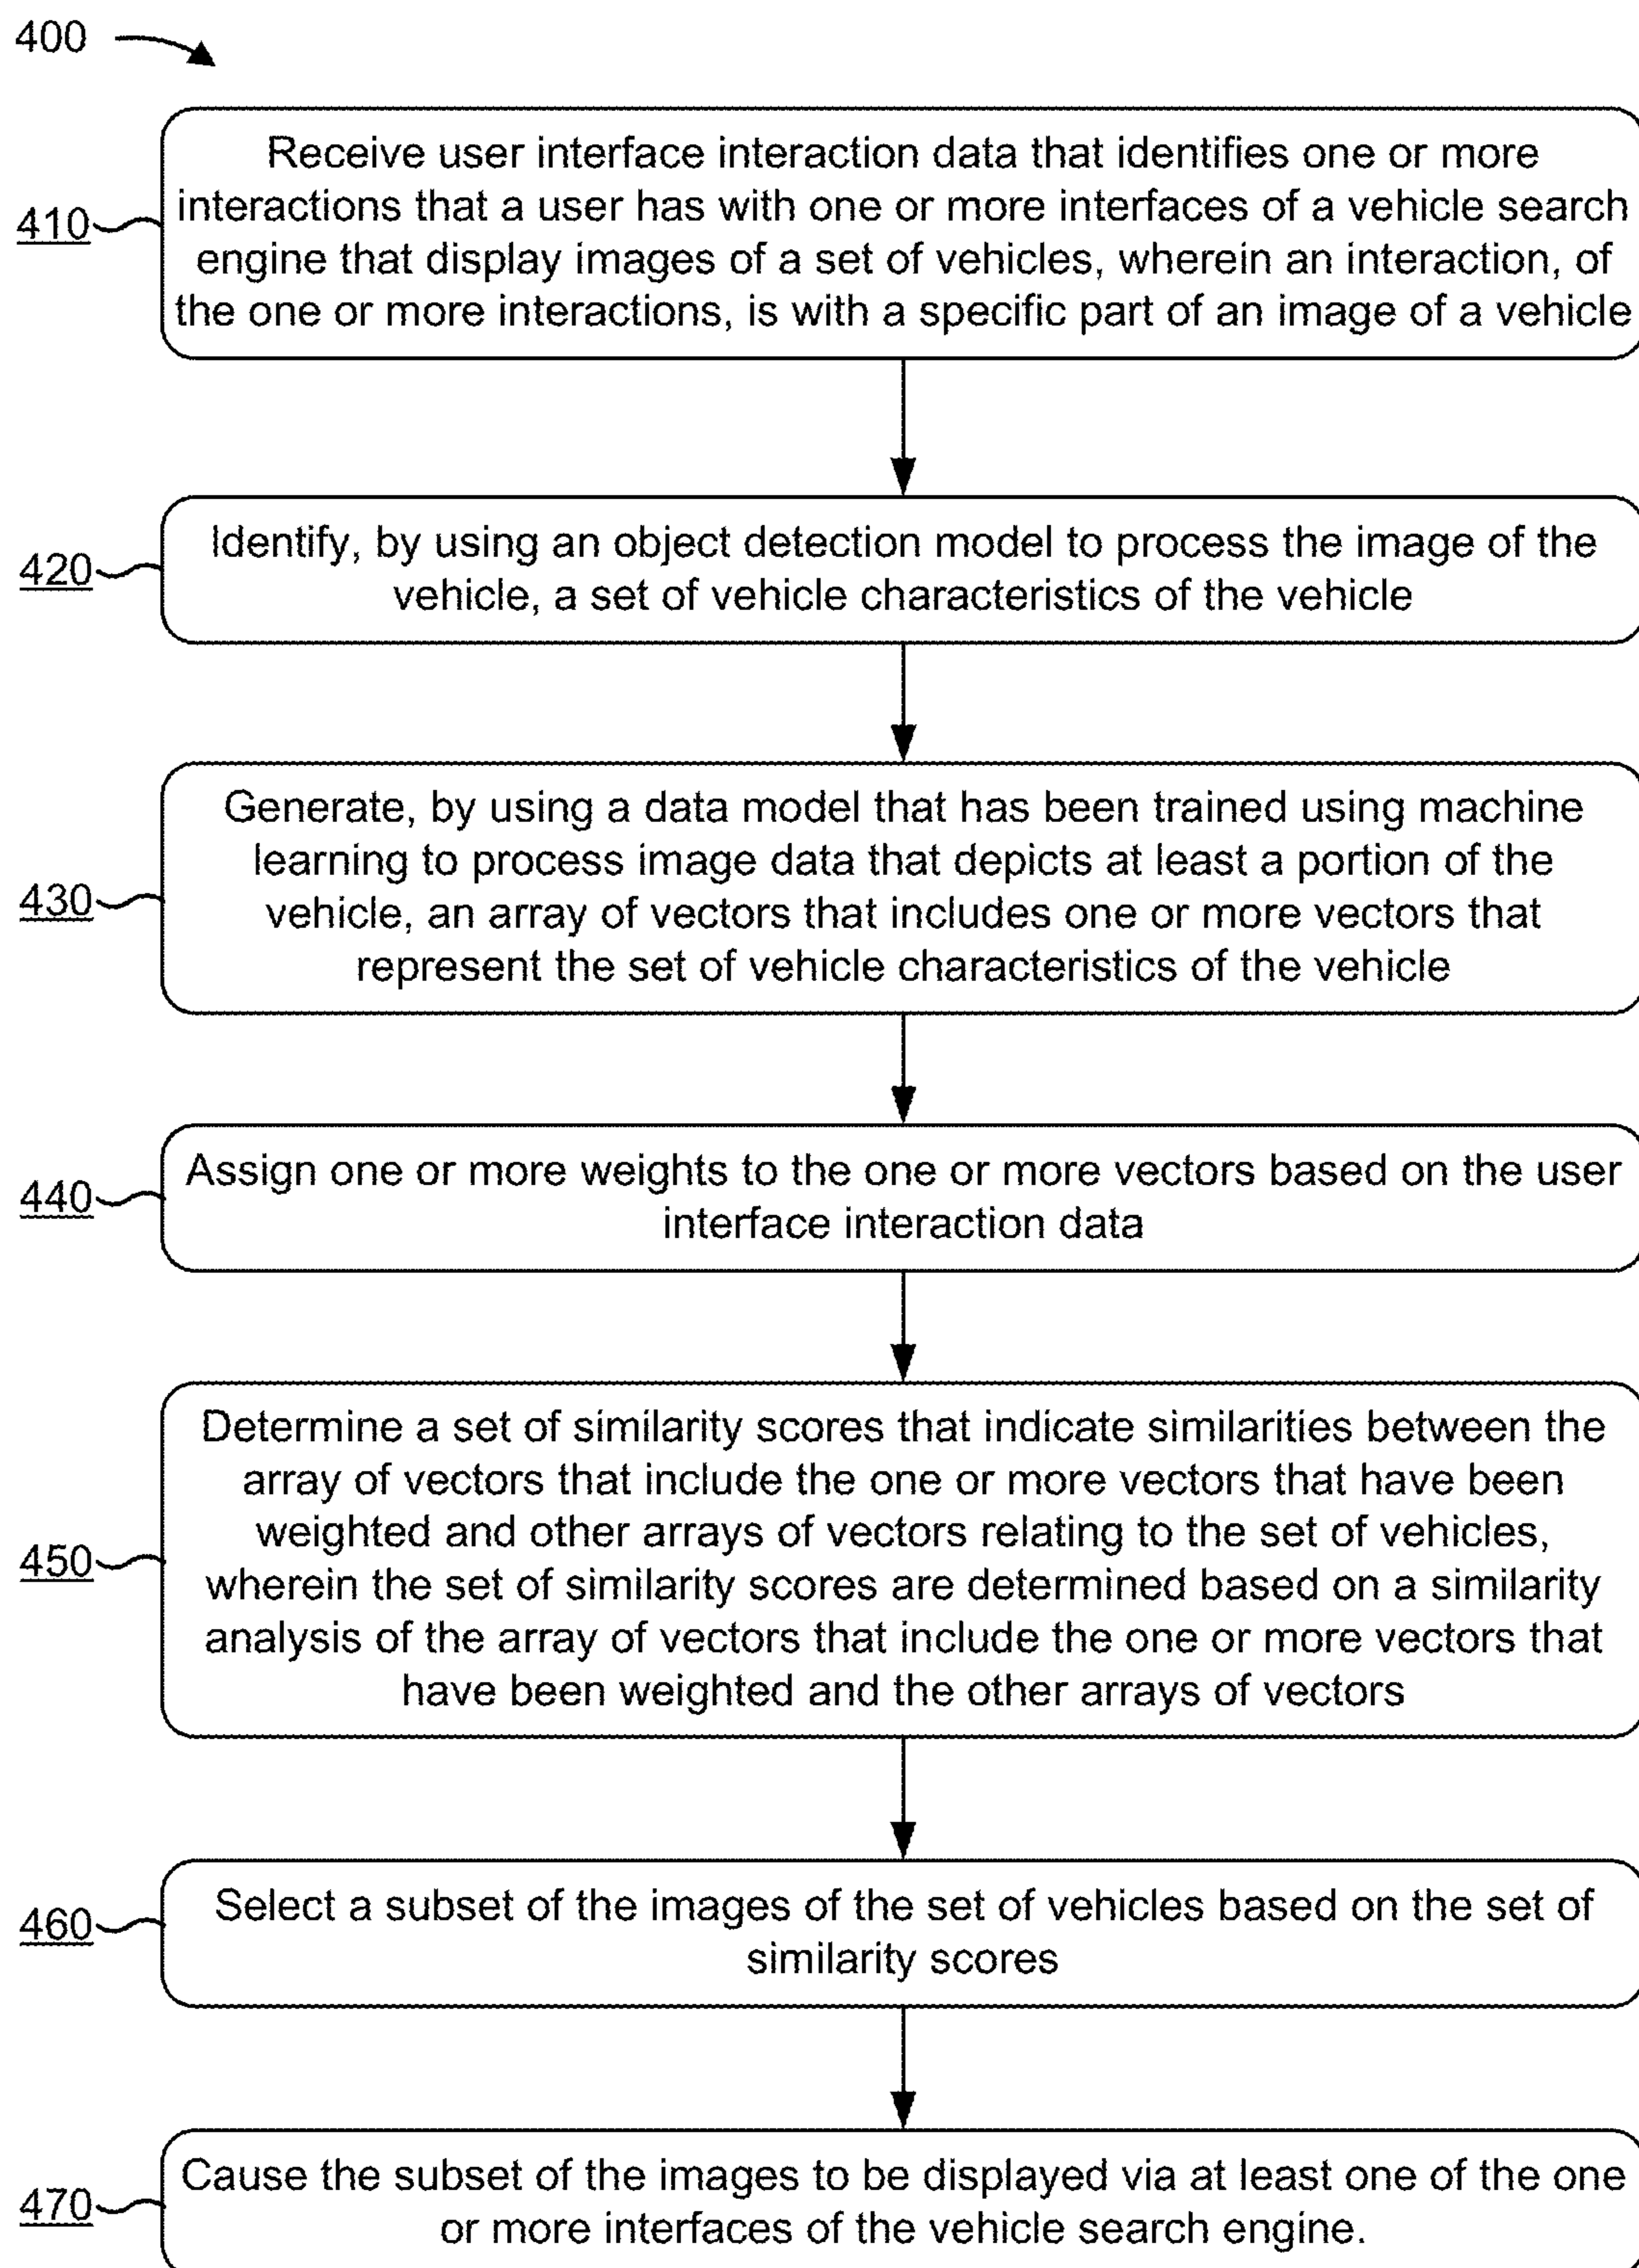 400
Receive user interface interaction data that identifies one or more
interactions that a user has with one or more interfaces of a vehicle search
engine that display images of a set of vehicles, wherein an interaction, of
the one or more interactions, is with a specific part of an image of a vehicle
410
Identify, by using an object detection model to process the image of the
vehicle, a set of vehicle characteristics of the vehicle
420
Generate, by using a data model that has been trained using machine
learning to process image data that depicts at least a portion of the
vehicle, an array of vectors that includes one or more vectors that
represent the set of vehicle characteristics of the vehicle
430
Assign one or more weights to the one or more vectors based on the user
interface interaction data
440
Determine a set of similarity scores that indicate similarities between the
array of vectors that include the one or more vectors that have been
weighted and other arrays of vectors relating to the set of vehicles,
wherein the set of similarity scores are determined based on a similarity
analysis of the array of vectors that include the one or more vectors that
have been weighted and the other arrays of vectors
450
Select a subset of the images of the set of vehicles based on the set of
similarity scores
460
Cause the subset of the images to be displayed via at least one of the one
or more interfaces of the vehicle search engine.
470